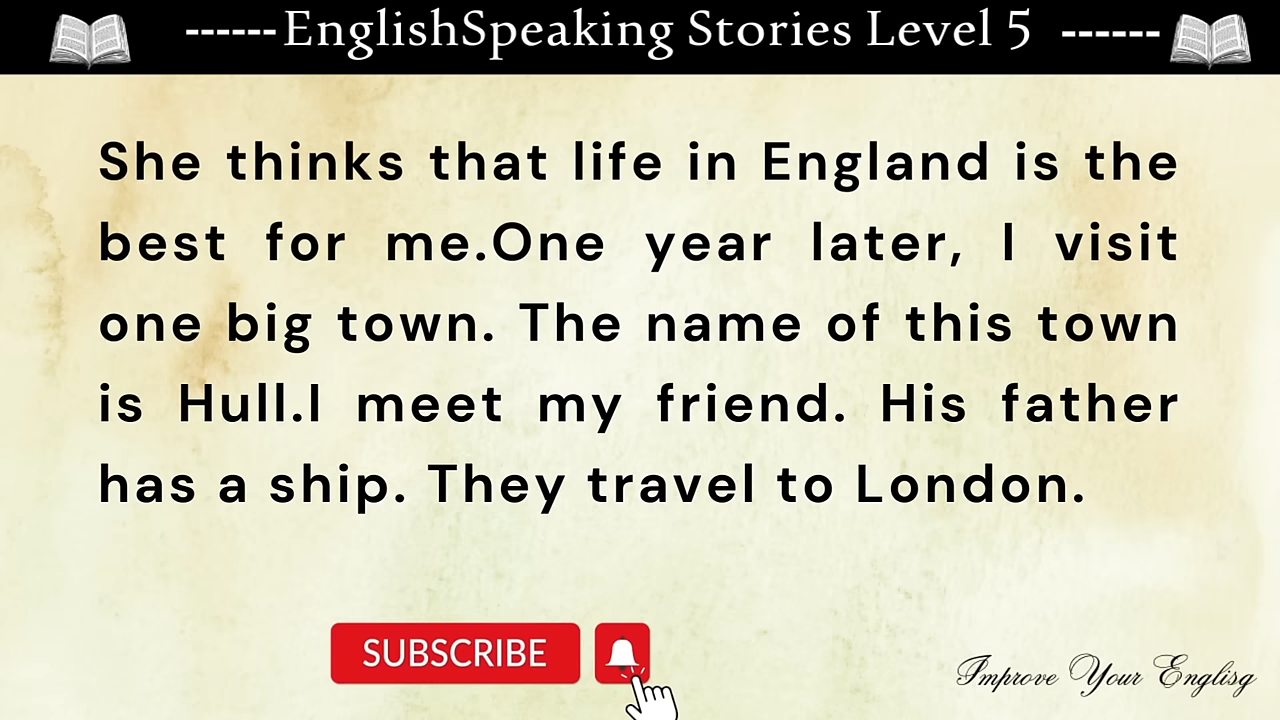 ------EnglishSpeaking Stories Level 5 ------
She thinks that life in England is the
best for me.One year later, I visit
one big town. The name of this town
is Hull.I meet my friend. His father
has a ship. They travel to London.
SUBSCRIBE
Improve Your Englisg